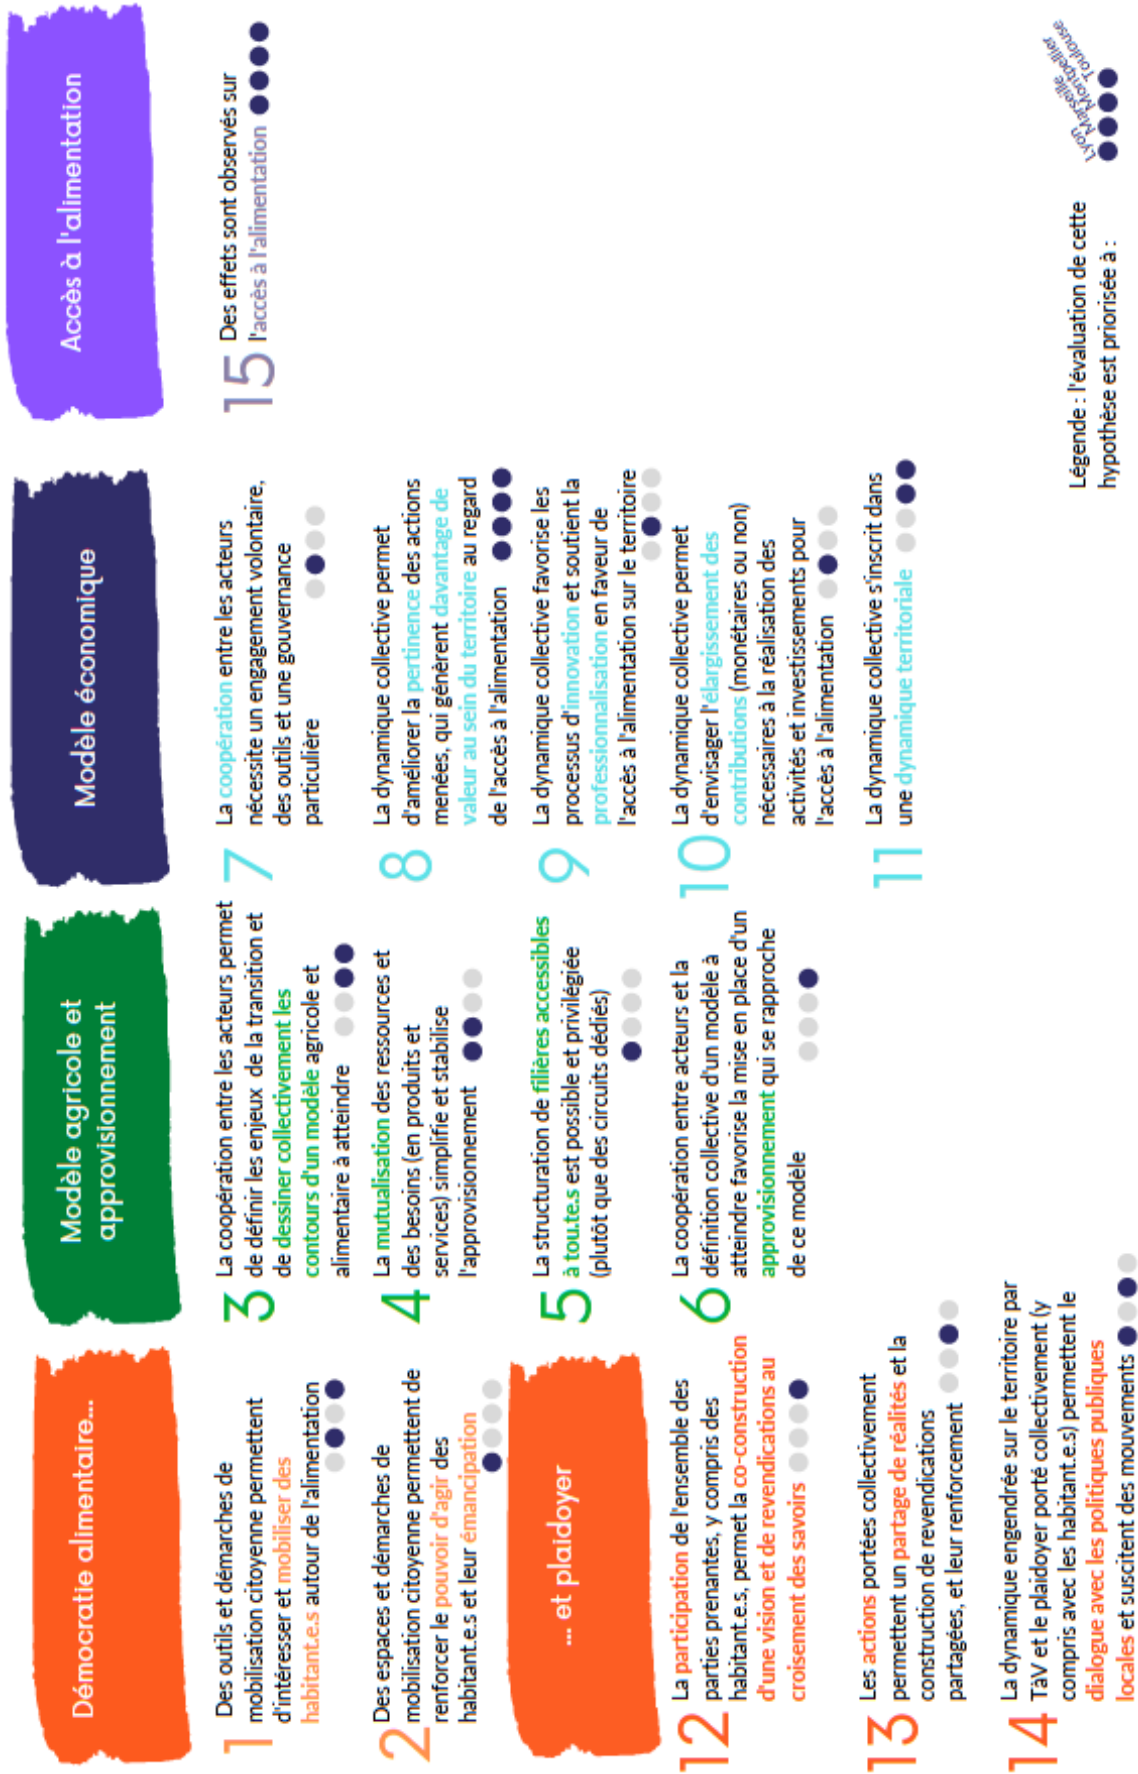 Démocratie alimentaire...
1
Des outils et démarches de
mobilisation citoyenne permettent
d'intéresser et mobiliser des
habitant.e.s autour de l'alimentation
2
Des espaces et démarches de
mobilisation citoyenne permettent de
renforcer le pouvoir d'agir des
habitant.e.s et leur émancipation
... et plaidoyer
12
La participation de l'ensemble des
parties prenantes, y compris des
habitant.e.s, permet la co-construction
d'une vision et de revendications au
croisement des savoirs
13
Les actions portées collectivement
permettent un partage de réalités et la
construction de revendications
partagées, et leur renforcement
14
La dynamique engendrée sur le territoire par
TàV et le plaidoyer porté collectivement (y
compris avec les habitant.e.s) permettent le
dialogue avec les politiques publiques
locales et suscitent des mouvements
Modèle agricole et
approvisionnement
3
La coopération entre les acteurs permet
de définir les enjeux de la transition et
de dessiner collectivement les
contours d'un modèle agricole et
alimentaire à atteindre
4
La mutualisation des ressources et
des besoins (en produits et
services) simplifie et stabilise
l'approvisionnement
5
La structuration de filières accessibles
à tou.te.s est possible et privilégiée
(plutôt que des circuits dédiés)
6
La coopération entre acteurs et la
définition collective d'un modèle à
atteindre favorise la mise en place d'un
approvisionnement qui se rapproche
de ce modèle
Modèle économique
7
La coopération entre les acteurs
nécessite un engagement volontaire,
des outils et une gouvernance
particulière
8
La dynamique collective permet
d'améliorer la pertinence des actions
menées, qui génèrent davantage de
valeur au sein du territoire au regard
de l'accès à l'alimentation
9
La dynamique collective favorise les
processus d'innovation et soutient la
professionnalisation en faveur de
l'accès à l'alimentation sur le territoire
10
La dynamique collective permet
d'envisager l'élargissement des
contributions (monétaires ou non)
nécessaires à la réalisation des
activités et investissements pour
l'accès à l'alimentation
11
La dynamique collective s'inscrit dans
une dynamique territoriale
Accès à l'alimentation
15
Des effets sont observés sur
l'accès à l'alimentation
Légende : l'évaluation de cette
hypothèse est priorisée à :
Lyon
Marseille
Montpellier
Toulouse